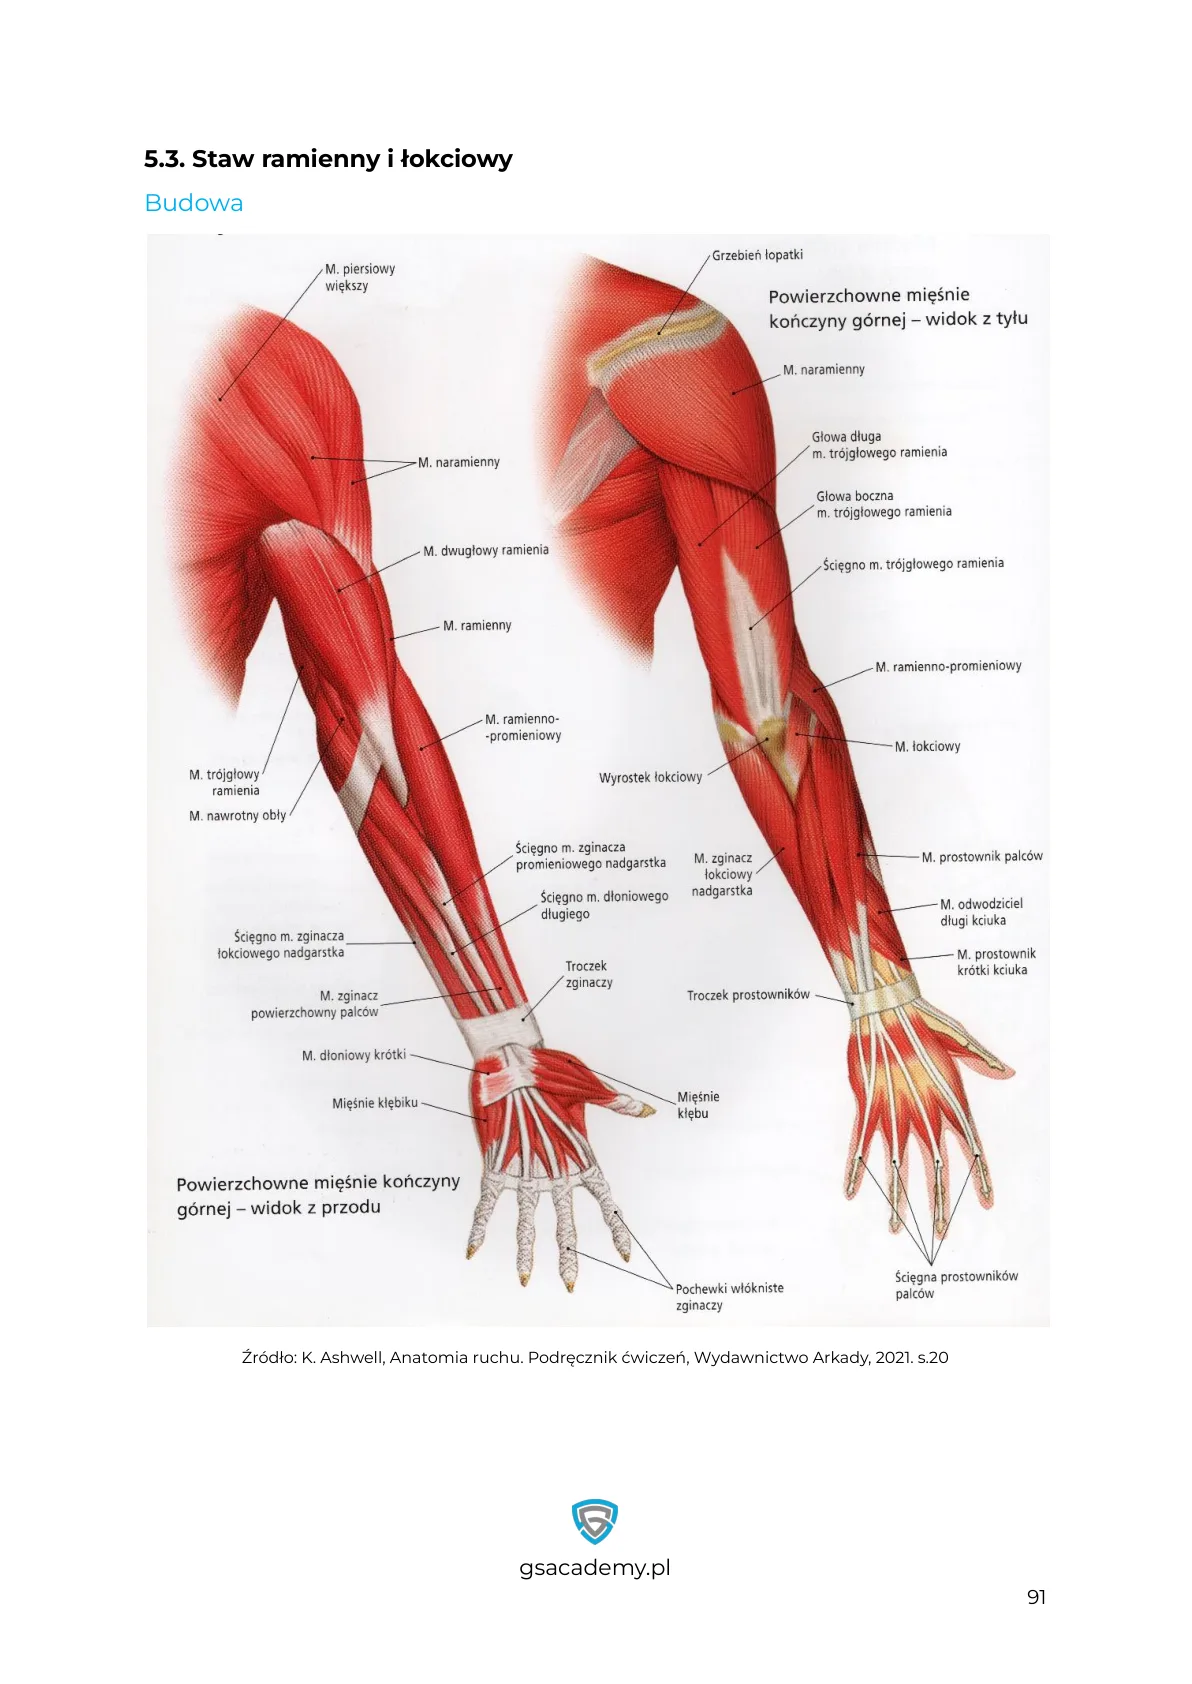 5.3. Staw ramienny i łokciowy
Budowa
M. piersiowy
większy
M. naramienny
M. dwugłowy ramienia
M. ramienny
M. ramienno-
-promieniowy
M. trójgłowy
ramienia
M. nawrotny obły
Ścięgno m. zginacza
promieniowego nadgarstka
Ścięgno m. dłoniowego
długiego
Ścięgno m. zginacza
łokciowego nadgarstka
Troczek
zginaczy
M. zginacz
powierzchowny palców
M. dłoniowy krótki
Mięśnie kłębiku
Mięśnie
kłębu
Powierzchowne mięśnie kończyny
górnej – widok z przodu
Pochewki włókniste
zginaczy
Grzebień łopatki
Powierzchowne mięśnie
kończyny górnej – widok z tyłu
M. naramienny
Głowa długa
m. trójgłowego ramienia
Głowa boczna
m. trójgłowego ramienia
Ścięgno m. trójgłowego ramienia
M. ramienno-promieniowy
M. łokciowy
Wyrostek łokciowy
M. zginacz
łokciowy
nadgarstka
M. prostownik palców
M. odwodziciel
długi kciuka
M. prostownik
krótki kciuka
Troczek prostowników
Ścięgna prostowników
palców
Źródło: K. Ashwell, Anatomia ruchu. Podręcznik ćwiczeń, Wydawnictwo Arkady, 2021. s.20
gsacademy.pl
91